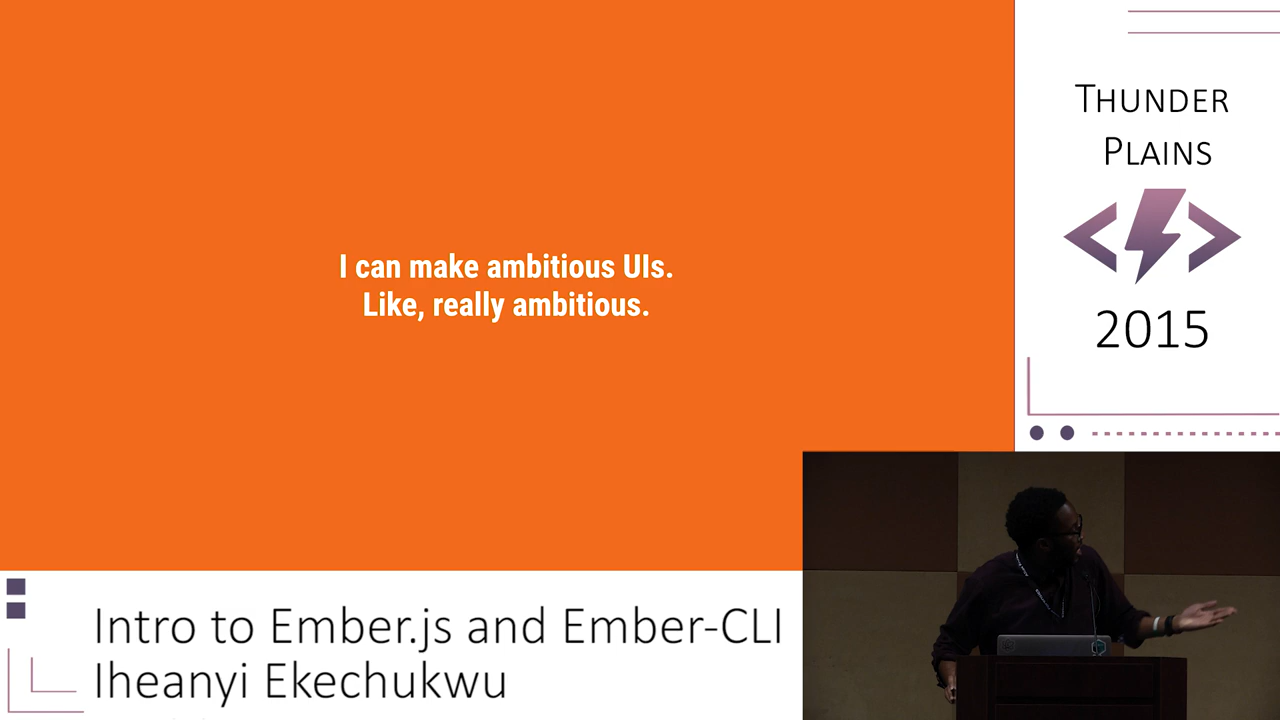 I can make ambitious UIs.
Like, really ambitious.
THUNDER
PLAINS
2015
Intro to Ember.js and Ember-CLI
Iheanyi Ekechukwu